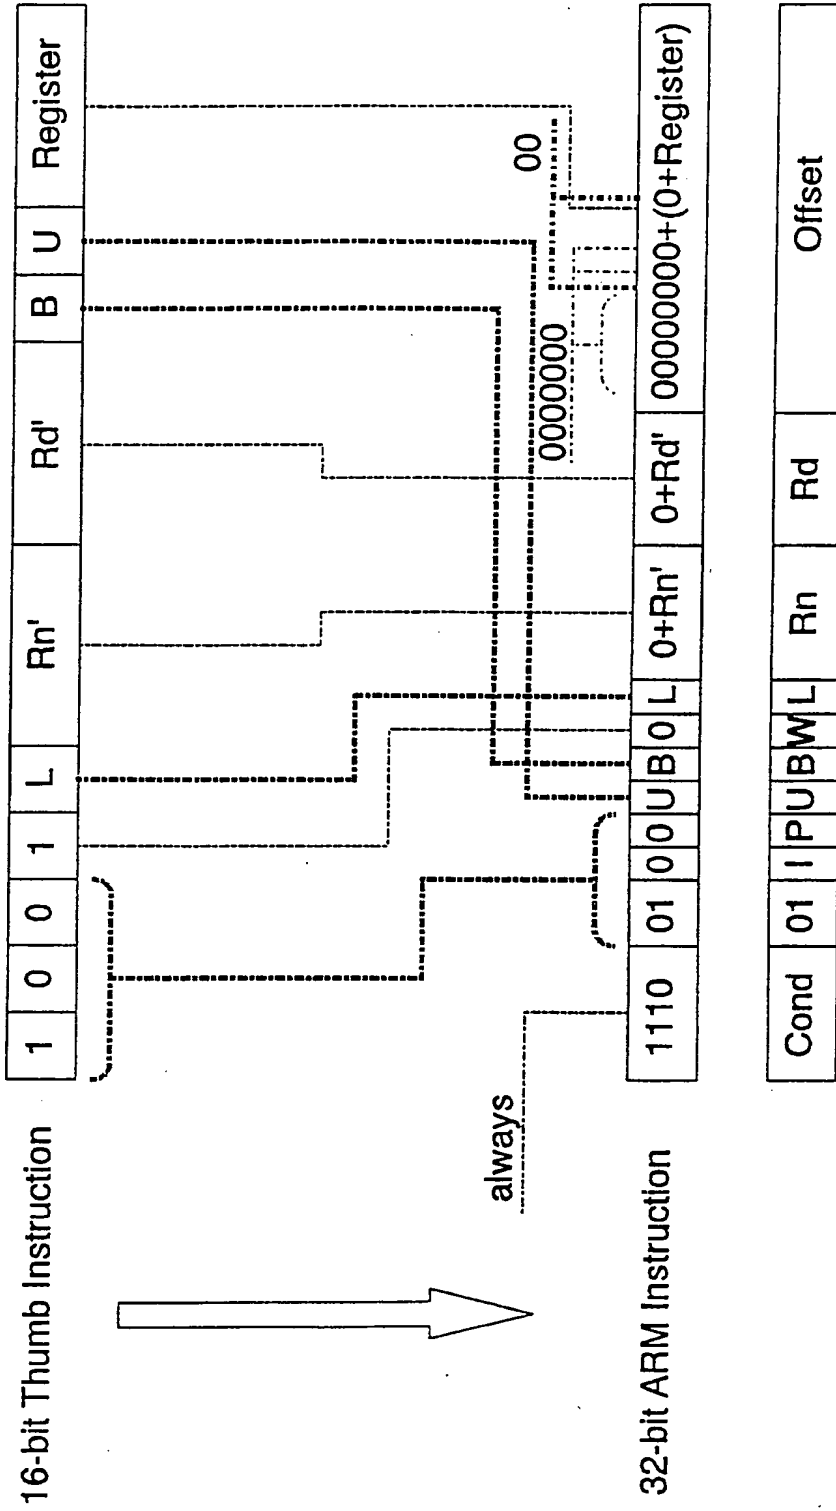 16-bit Thumb Instruction
1 0 0 1 L Rn' Rd' B U Register
always
0000000
00
32-bit ARM Instruction
1110 01 0 0 U B 0 L 0+Rn' 0+Rd' 00000000+(0+Register)
Cond 01 I P U B W L Rn Rd Offset